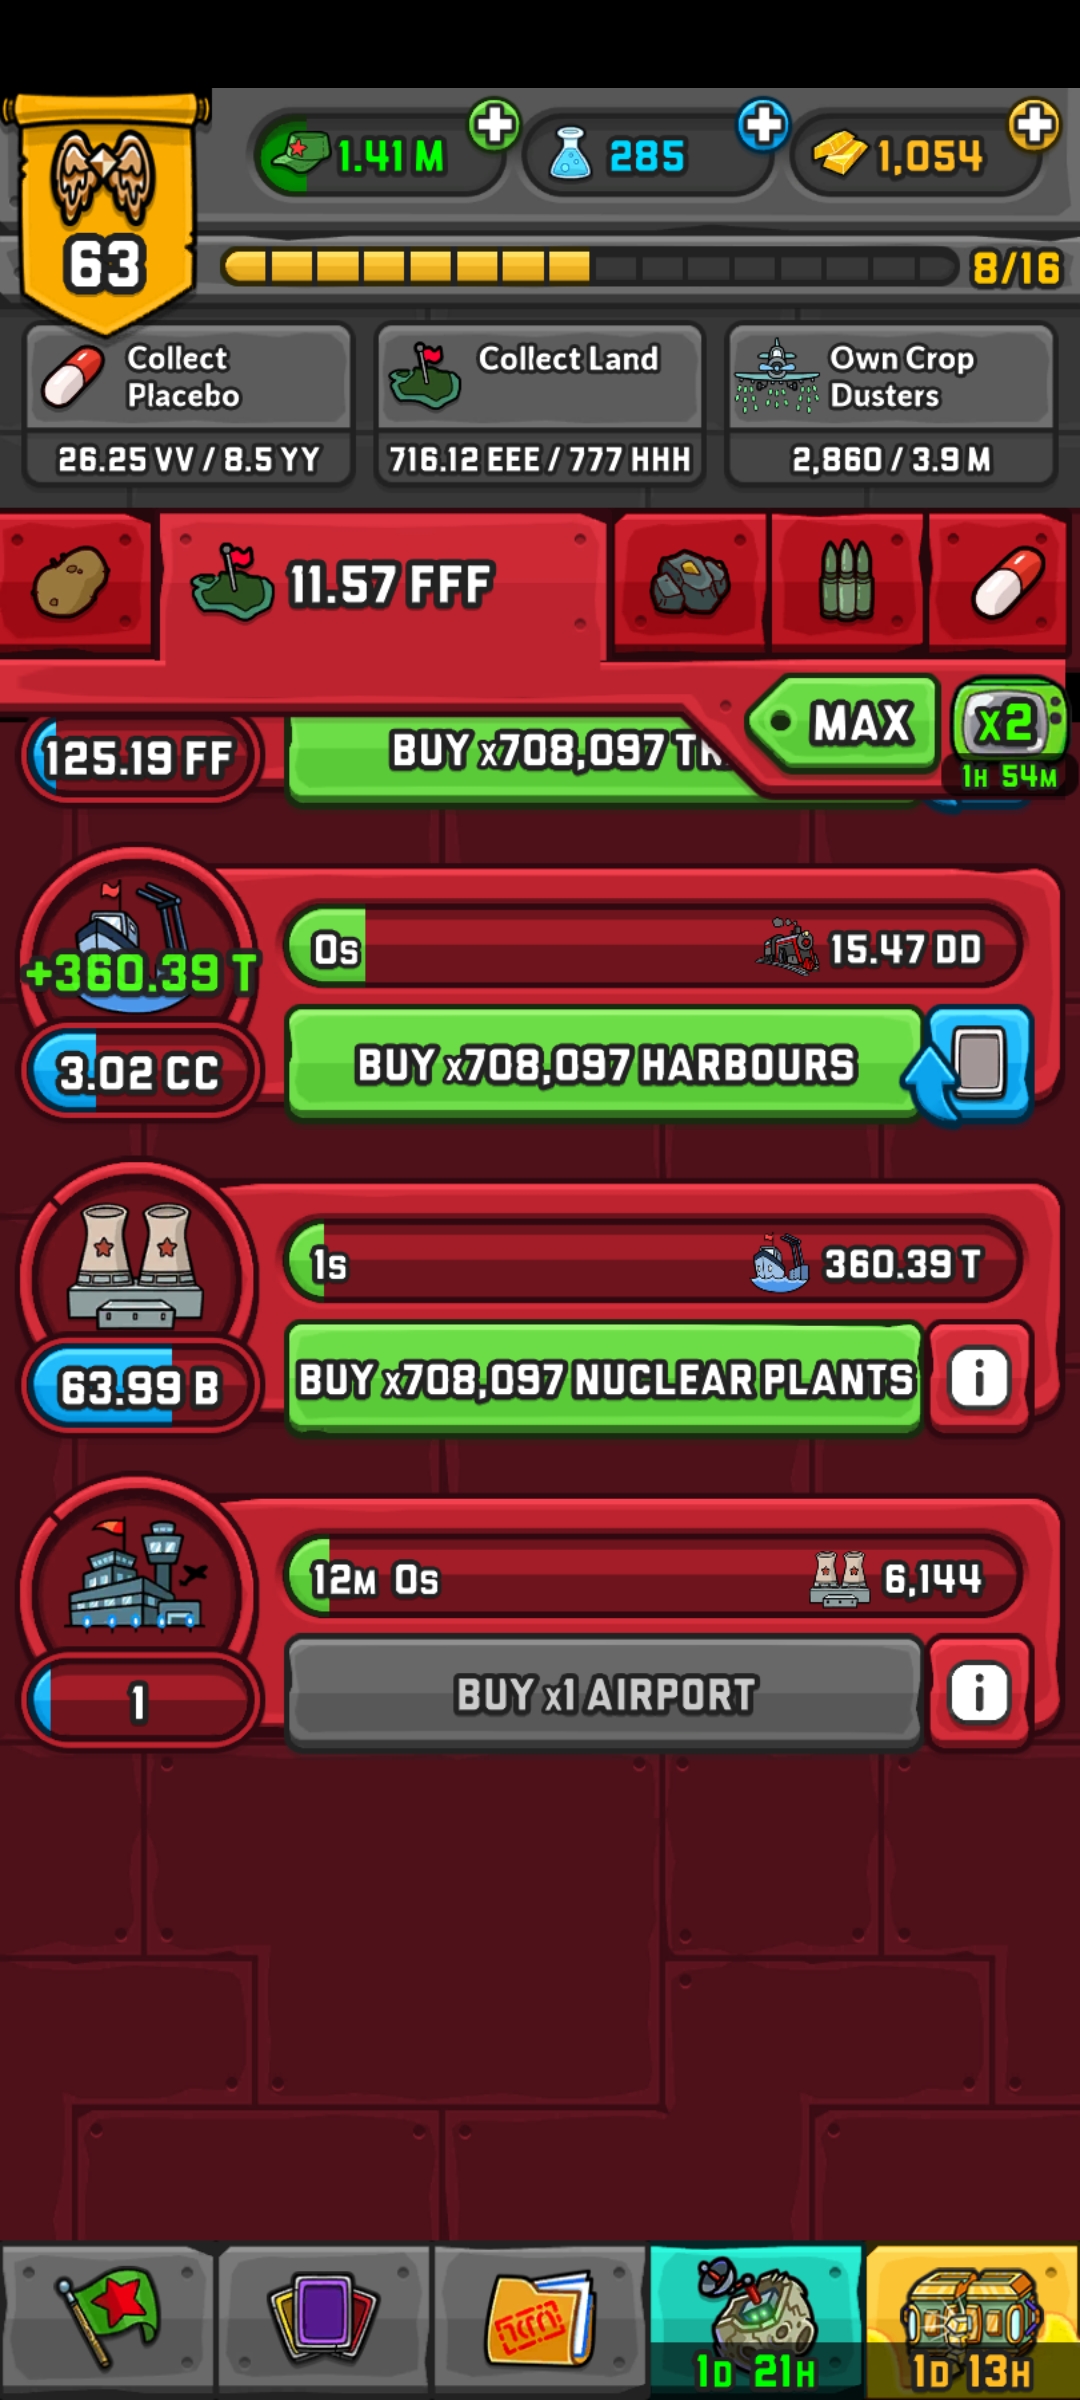 1.41 M
285
1,054
63
8/16
Collect
Placebo
Collect Land
Own Crop
Dusters
26.25 VV / 8.5 YY
716.12 EEE / 777 HHH
2,860 / 3.9 M
11.57 FFF
MAX
x2
1H 54M
125.19 FF
BUY x708,097 TR
+360.39 T
0s
15.47 DD
3.02 CC
BUY x708,097 HARBOURS
1s
360.39 T
63.99 B
BUY x708,097 NUCLEAR PLANTS
i
12M 0s
6,144
1
BUY x1 AIRPORT
i
1D 21H
1D 13H